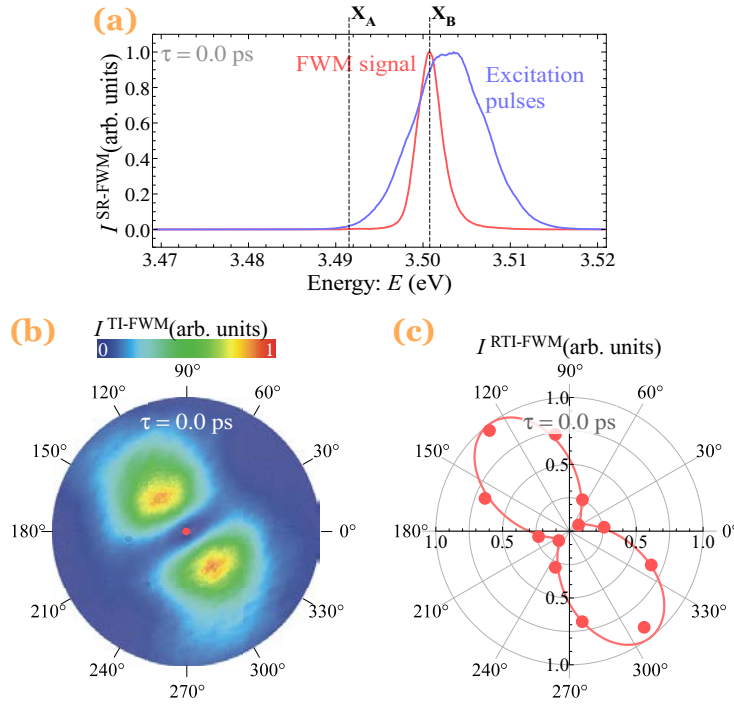 (a)
X_A X_B
τ = 0.0 ps
FWM signal
Excitation
pulses
I^SR-FWM(arb. units)
1.0
0.8
0.6
0.4
0.2
0.0
3.47 3.48 3.49 3.50 3.51 3.52
Energy: E (eV)
(b)
I^TI-FWM(arb. units)
0 1
90°
120° 60°
τ = 0.0 ps
150° 30°
180° 0°
210° 330°
240° 300°
270°
(c)
I^RTI-FWM(arb. units)
90°
120° 1.0 60°
τ = 0.0 ps
150° 0.5 30°
180° 0°
1.0 0.5 0.5 1.0
210° 0.5 330°
240° 1.0 300°
270°